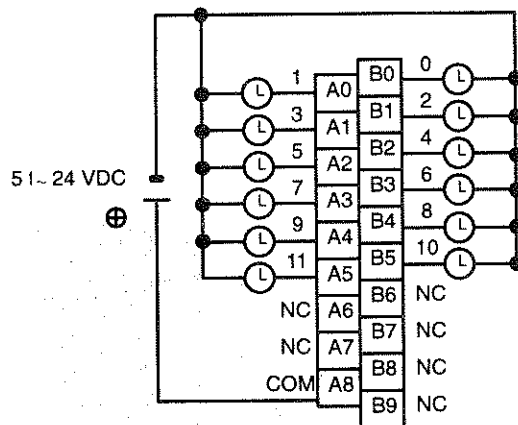 0
1 A0 B0 L
L 2
3 A1 B1 L
L 4
5 A2 B2 L
L 6
5 I~ 24 VDC
7 A3 B3 L
L 8
⊕
9 A4 B4 L
L 10
11 A5 B5 L
L
NC A6 B6 NC
NC A7 B7 NC
COM A8 B8 NC
B9 NC